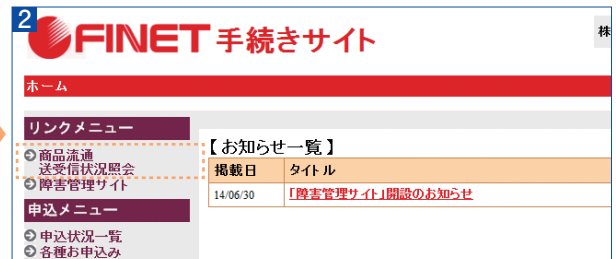 2
FINET 手続きサイト
株
ホーム
リンクメニュー
商品流通
送受信状況照会
障害管理サイト
申込メニュー
申込状況一覧
各種お申込み
【お知らせ一覧】
掲載日 タイトル
14/06/30 「障害管理サイト」開設のお知らせ